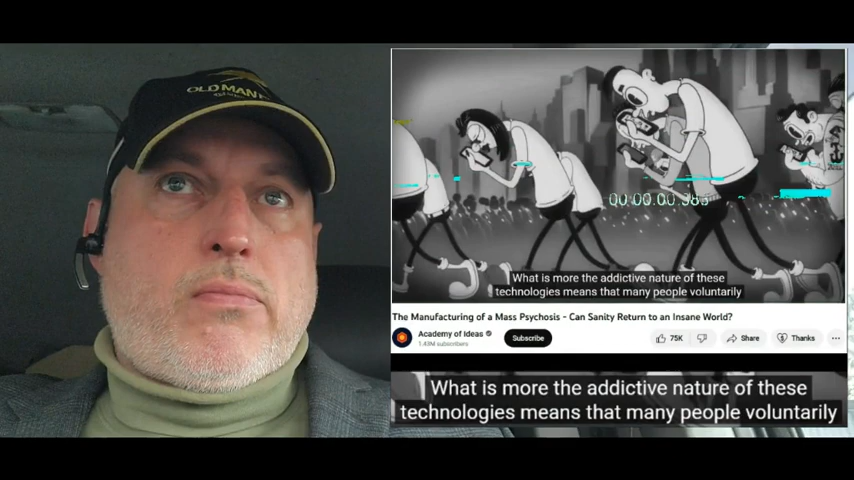 OLD MAN
00:00:00.385
What is more the addictive nature of these
technologies means that many people voluntarily
The Manufacturing of a Mass Psychosis - Can Sanity Return to an Insane World?
Academy of Ideas
1.43M subscribers
Subscribe
75K
Share
Thanks
What is more the addictive nature of these
technologies means that many people voluntarily